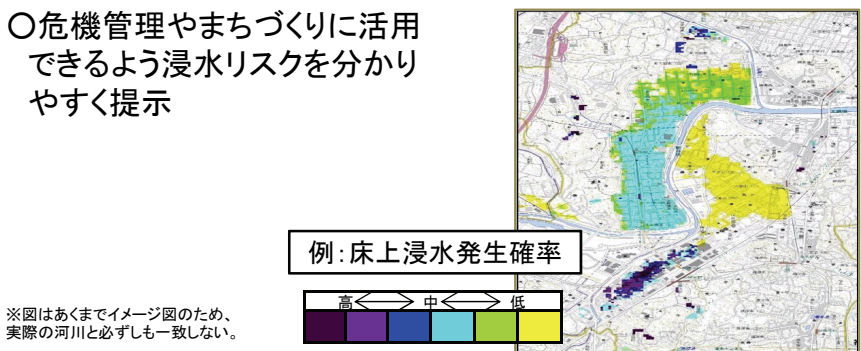 〇危機管理やまちづくりに活用
できるよう浸水リスクを分かり
やすく提示
例：床上浸水発生確率
高 中 低
※図はあくまでイメージ図のため、
実際の河川と必ずしも一致しない。